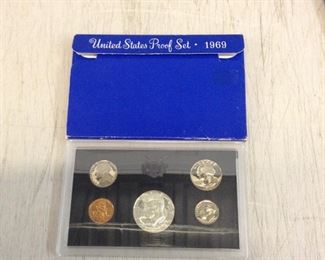 United States Proof Set · 1969